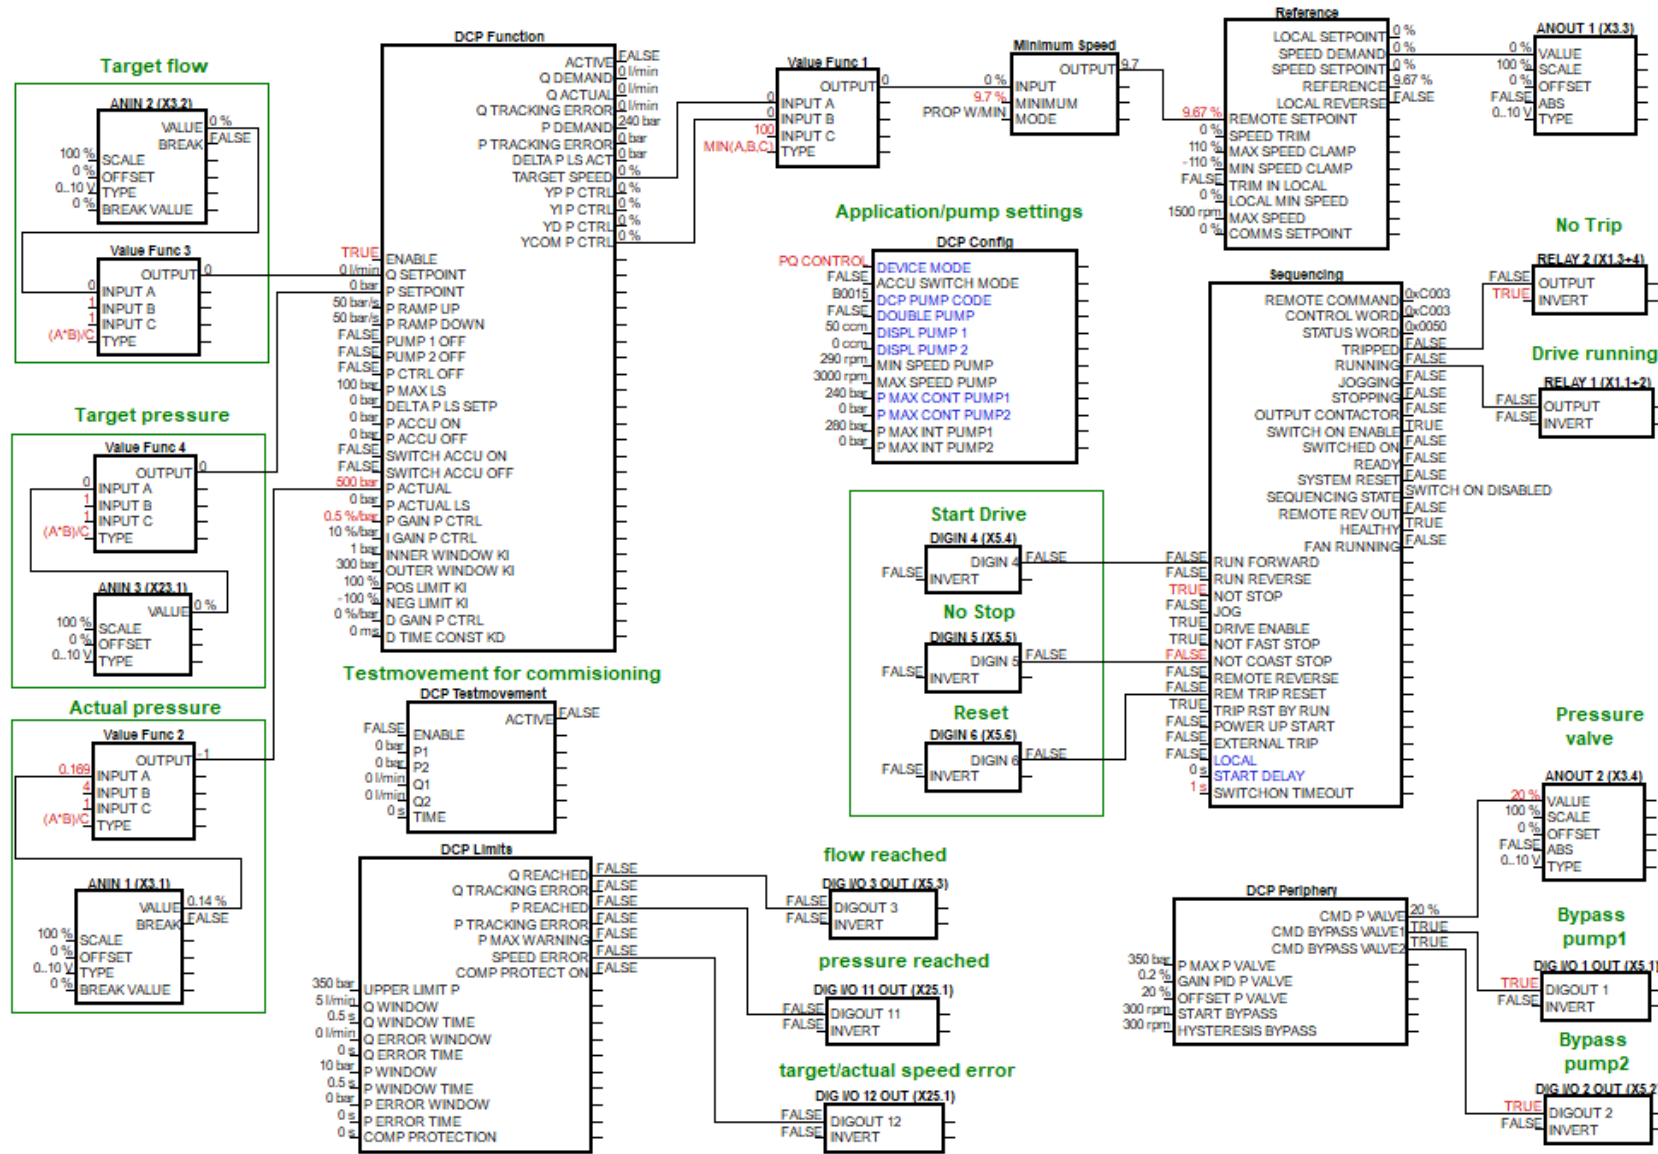 Target flow
ANIN 2 (X3.2)
VALUE 0 %
BREAK FALSE
100 % SCALE
0 % OFFSET
0..10 V TYPE
0 % BREAK VALUE
Value Func 3
OUTPUT 0
0 INPUT A
1 INPUT B
1 INPUT C
(A*B)/C TYPE
Target pressure
Value Func 4
OUTPUT 0
0 INPUT A
1 INPUT B
1 INPUT C
(A*B)/C TYPE
ANIN 3 (X23.1)
VALUE 0 %
100 % SCALE
0 % OFFSET
0..10 V TYPE
Actual pressure
Value Func 2
OUTPUT -1
0.169 INPUT A
4 INPUT B
1 INPUT C
(A*B)/C TYPE
ANIN 1 (X3.1)
VALUE 0.14 %
BREAK FALSE
100 % SCALE
0 % OFFSET
0..10 V TYPE
0 % BREAK VALUE
DCP Function
ACTIVE FALSE
Q DEMAND 0 l/min
Q ACTUAL 0 l/min
Q TRACKING ERROR 0 l/min
P DEMAND 240 bar
P TRACKING ERROR 0 bar
DELTA P LS ACT 0 bar
TARGET SPEED 0 %
YP P CTRL 0 %
YI P CTRL 0 %
YD P CTRL 0 %
YCOM P CTRL 0 %
TRUE ENABLE
0 l/min Q SETPOINT
0 bar P SETPOINT
50 bar/s P RAMP UP
50 bar/s P RAMP DOWN
FALSE PUMP 1 OFF
FALSE PUMP 2 OFF
FALSE P CTRL OFF
100 bar P MAX LS
0 bar DELTA P LS SETP
0 bar P ACCU ON
0 bar P ACCU OFF
FALSE SWITCH ACCU ON
FALSE SWITCH ACCU OFF
500 bar P ACTUAL
0 bar P ACTUAL LS
0.5 %/bar P GAIN P CTRL
10 %/bar I GAIN P CTRL
1 bar INNER WINDOW KI
300 bar OUTER WINDOW KI
100 % POS LIMIT KI
-100 % NEG LIMIT KI
0 %/bar D GAIN P CTRL
0 ms D TIME CONST KD
Testmovement for commisioning
DCP Testmovement
ACTIVE FALSE
FALSE ENABLE
0 bar P1
0 bar P2
0 l/min Q1
0 l/min Q2
0 s TIME
DCP Limits
Q REACHED FALSE
Q TRACKING ERROR FALSE
P REACHED FALSE
P TRACKING ERROR FALSE
P MAX WARNING FALSE
SPEED ERROR FALSE
COMP PROTECT ON FALSE
350 bar UPPER LIMIT P
5 l/min Q WINDOW
0.5 s Q WINDOW TIME
0 l/min Q ERROR WINDOW
0 s Q ERROR TIME
10 bar P WINDOW
0.5 s P WINDOW TIME
0 bar P ERROR WINDOW
0 s P ERROR TIME
0 s COMP PROTECTION
Value Func 1
OUTPUT 0
0 INPUT A
0 INPUT B
100 INPUT C
MIN(A,B,C) TYPE
Minimum Speed
OUTPUT 9.7
0 % INPUT
9.7 % MINIMUM
PROP W/MIN MODE
Application/pump settings
DCP Config
PQ CONTROL DEVICE MODE
FALSE ACCU SWITCH MODE
B0015 DCP PUMP CODE
FALSE DOUBLE PUMP
50 ccm DISPL PUMP 1
0 ccm DISPL PUMP 2
290 rpm MIN SPEED PUMP
3000 rpm MAX SPEED PUMP
240 bar P MAX CONT PUMP1
0 bar P MAX CONT PUMP2
280 bar P MAX INT PUMP1
0 bar P MAX INT PUMP2
Start Drive
DIGIN 4 (X5.4)
DIGIN 4 FALSE
FALSE INVERT
No Stop
DIGIN 5 (X5.5)
DIGIN 5 FALSE
FALSE INVERT
Reset
DIGIN 6 (X5.6)
DIGIN 6 FALSE
FALSE INVERT
flow reached
DIG I/O 3 OUT (X5.3)
FALSE DIGOUT 3
FALSE INVERT
pressure reached
DIG I/O 11 OUT (X25.1)
FALSE DIGOUT 11
FALSE INVERT
target/actual speed error
DIG I/O 12 OUT (X25.1)
FALSE DIGOUT 12
FALSE INVERT
Reference
LOCAL SETPOINT 0 %
SPEED DEMAND 0 %
SPEED SETPOINT 0 %
REFERENCE 9.67 %
LOCAL REVERSE FALSE
9.67 % REMOTE SETPOINT
0 % SPEED TRIM
110 % MAX SPEED CLAMP
-110 % MIN SPEED CLAMP
FALSE TRIM IN LOCAL
0 % LOCAL MIN SPEED
1500 rpm MAX SPEED
0 % COMMS SETPOINT
Sequencing
REMOTE COMMAND 0xC003
CONTROL WORD 0xC003
STATUS WORD 0x0050
TRIPPED FALSE
RUNNING FALSE
JOGGING FALSE
STOPPING FALSE
OUTPUT CONTACTOR FALSE
SWITCH ON ENABLE TRUE
SWITCHED ON FALSE
READY FALSE
SYSTEM RESET FALSE
SEQUENCING STATE SWITCH ON DISABLED
REMOTE REV OUT FALSE
HEALTHY TRUE
FAN RUNNING FALSE
FALSE RUN FORWARD
FALSE RUN REVERSE
TRUE NOT STOP
FALSE JOG
TRUE DRIVE ENABLE
TRUE NOT FAST STOP
FALSE NOT COAST STOP
FALSE REMOTE REVERSE
FALSE REM TRIP RESET
TRUE TRIP RST BY RUN
FALSE POWER UP START
FALSE EXTERNAL TRIP
FALSE LOCAL
0 s START DELAY
1 s SWITCHON TIMEOUT
DCP Periphery
CMD P VALVE 20 %
CMD BYPASS VALVE1 TRUE
CMD BYPASS VALVE2 TRUE
350 bar P MAX P VALVE
0.2 % GAIN PID P VALVE
20 % OFFSET P VALVE
300 rpm START BYPASS
300 rpm HYSTERESIS BYPASS
ANOUT 1 (X3.3)
0 % VALUE
100 % SCALE
0 % OFFSET
FALSE ABS
0..10 V TYPE
No Trip
RELAY 2 (X1.3+4)
FALSE OUTPUT
TRUE INVERT
Drive running
RELAY 1 (X1.1+2)
FALSE OUTPUT
FALSE INVERT
Pressure
valve
ANOUT 2 (X3.4)
20 % VALUE
100 % SCALE
0 % OFFSET
FALSE ABS
0..10 V TYPE
Bypass
pump1
DIG I/O 1 OUT (X5.1)
TRUE DIGOUT 1
FALSE INVERT
Bypass
pump2
DIG I/O 2 OUT (X5.2
TRUE DIGOUT 2
FALSE INVERT